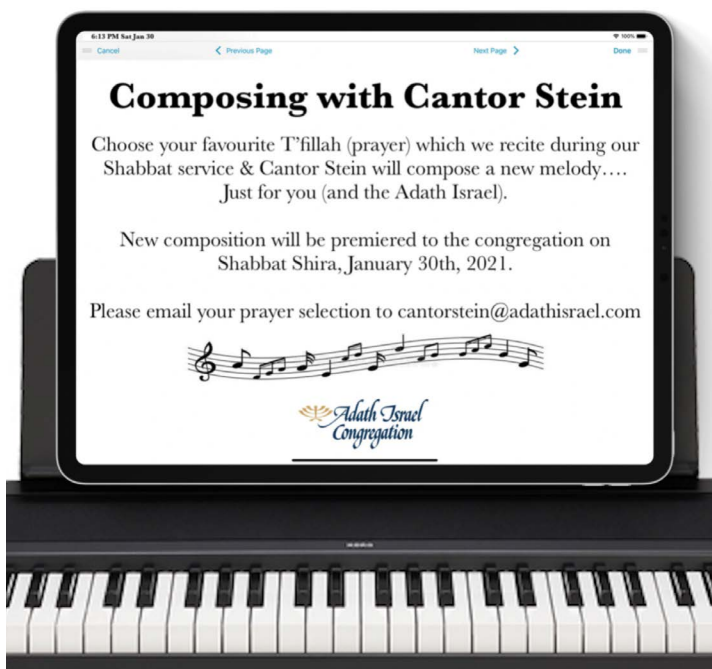 6:13 PM Sat Jan 30
100%
Cancel
Previous Page
Next Page
Done
Composing with Cantor Stein
Choose your favourite T'fillah (prayer) which we recite during our
Shabbat service & Cantor Stein will compose a new melody....
Just for you (and the Adath Israel).
New composition will be premiered to the congregation on
Shabbat Shira, January 30th, 2021.
Please email your prayer selection to cantorstein@adathisrael.com
Adath Israel
Congregation
KORG